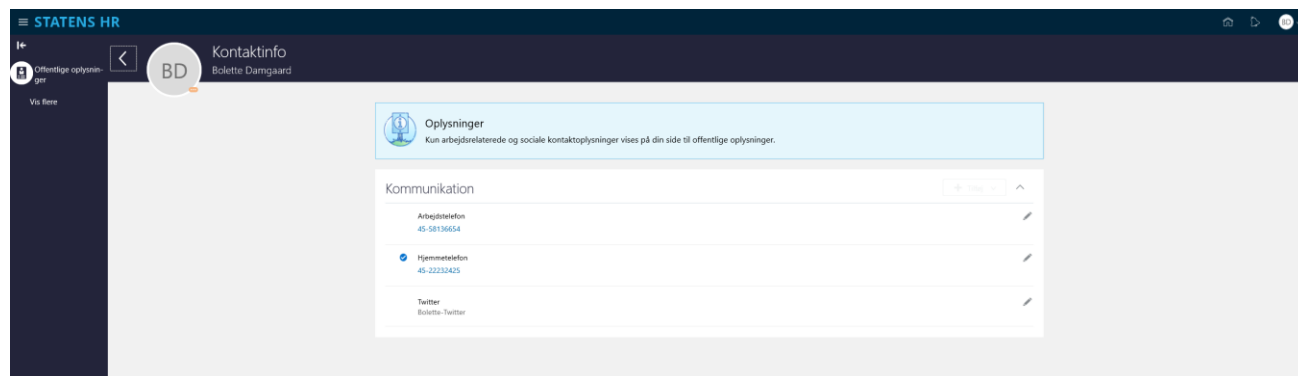 STATENS HR
BD
Offentlige oplysnin-
ger
Vis flere
BD
Kontaktinfo
Bolette Damgaard
Oplysninger
Kun arbejdsrelaterede og sociale kontaktoplysninger vises på din side til offentlige oplysninger.
Kommunikation
Arbejdstelefon
45-58136654
Hjemmetelefon
45-22232425
Twitter
Bolette-Twitter